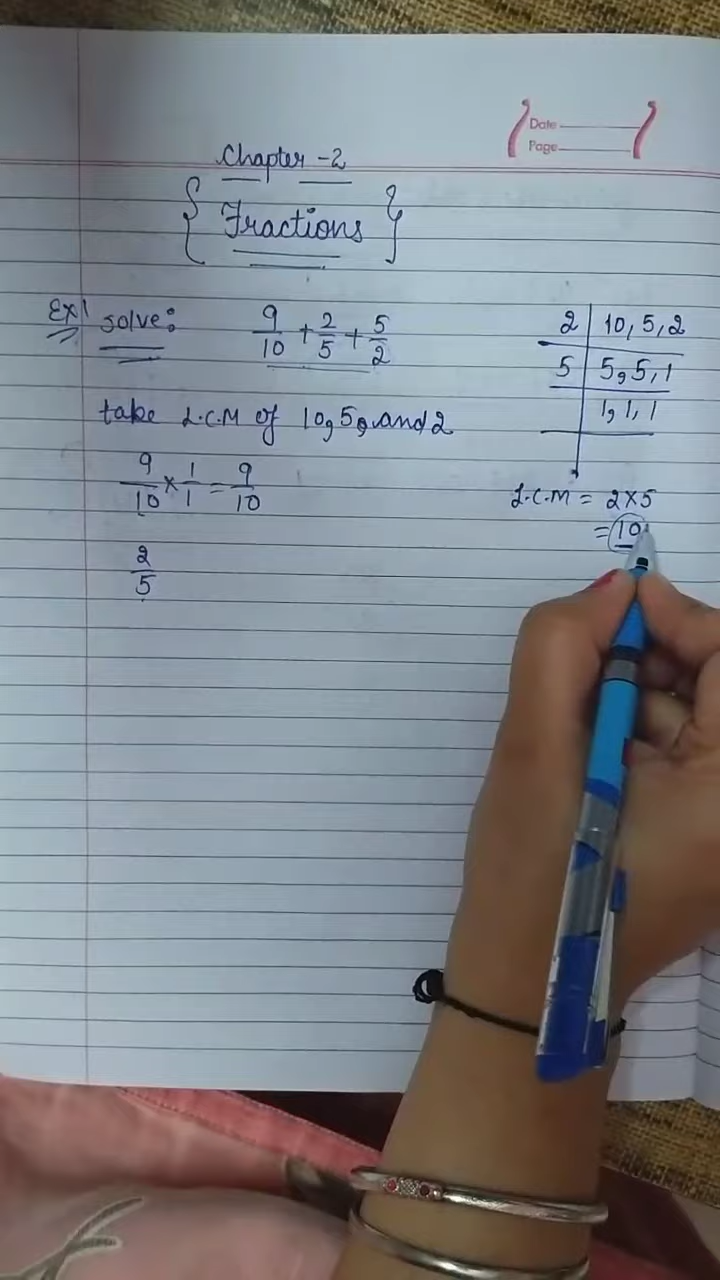 Date
Page
Chapter -2
{ Fractions }
Ex1 solve: 9/10 + 2/5 + 5/2
take L.C.M of 10, 5, and 2
9/10 × 1/1 = 9/10
2/5
2 | 10, 5, 2
5 | 5, 5, 1
| 1, 1, 1
L.C.M = 2×5
= 10